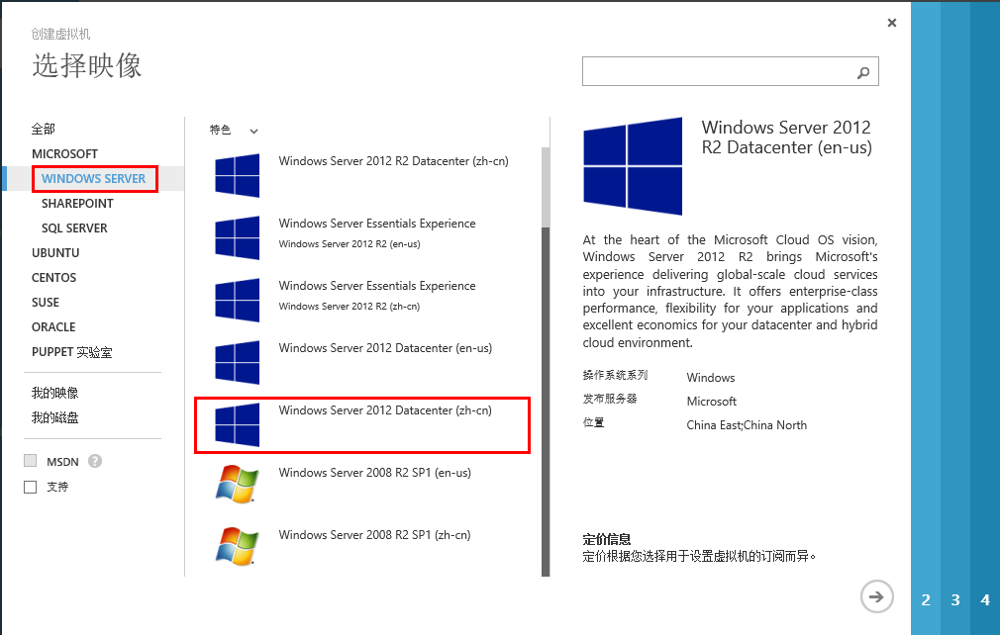 创建虚拟机
选择映像
全部
MICROSOFT
WINDOWS SERVER
SHAREPOINT
SQL SERVER
UBUNTU
CENTOS
SUSE
ORACLE
PUPPET 实验室
我的映像
我的磁盘
MSDN ?
支持
特色
Windows Server 2012 R2 Datacenter (zh-cn)
Windows Server Essentials Experience
Windows Server 2012 R2 (en-us)
Windows Server Essentials Experience
Windows Server 2012 R2 (zh-cn)
Windows Server 2012 Datacenter (en-us)
Windows Server 2012 Datacenter (zh-cn)
Windows Server 2008 R2 SP1 (en-us)
Windows Server 2008 R2 SP1 (zh-cn)
Windows Server 2012
R2 Datacenter (en-us)
At the heart of the Microsoft Cloud OS vision,
Windows Server 2012 R2 brings Microsoft's
experience delivering global-scale cloud services
into your infrastructure. It offers enterprise-class
performance, flexibility for your applications and
excellent economics for your datacenter and hybrid
cloud environment.
操作系统系列 Windows
发布服务器 Microsoft
位置 China East;China North
定价信息
定价根据您选择用于设置虚拟机的订阅而异。
2 3 4